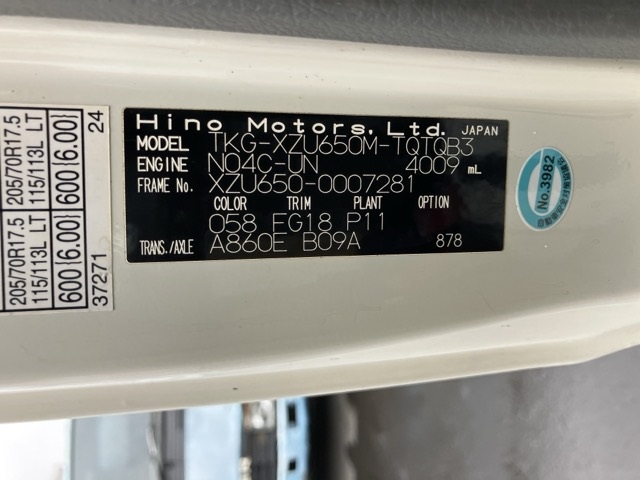 Hino Motors, Ltd. JAPAN
MODEL TKG-XZU650M-TQTQB3
ENGINE N04C-UN 4009 mL
FRAME No. XZU650-0007281
COLOR TRIM PLANT OPTION
058 FG18 P11
TRANS./AXLE A860E B09A 878
205/70R17.5 205/70R17.5
115/113L LT 115/113L LT
600(6.00) 600(6.00)
37271 24
No.3982